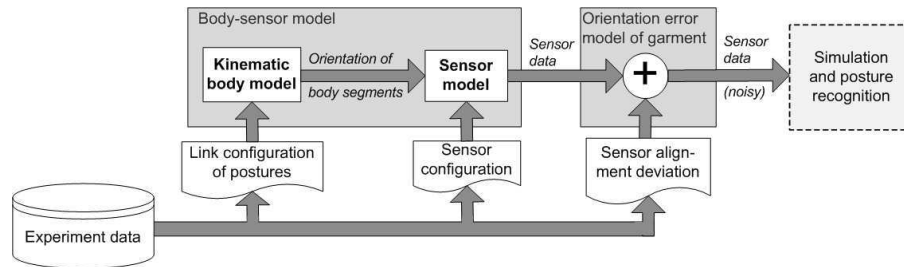 Body-sensor model
Orientation error
model of garment
Kinematic
body model
Orientation of
body segments
Sensor
model
Sensor
data
+
Sensor
data
(noisy)
Simulation
and posture
recognition
Link configuration
of postures
Sensor
configuration
Sensor align-
ment deviation
Experiment data